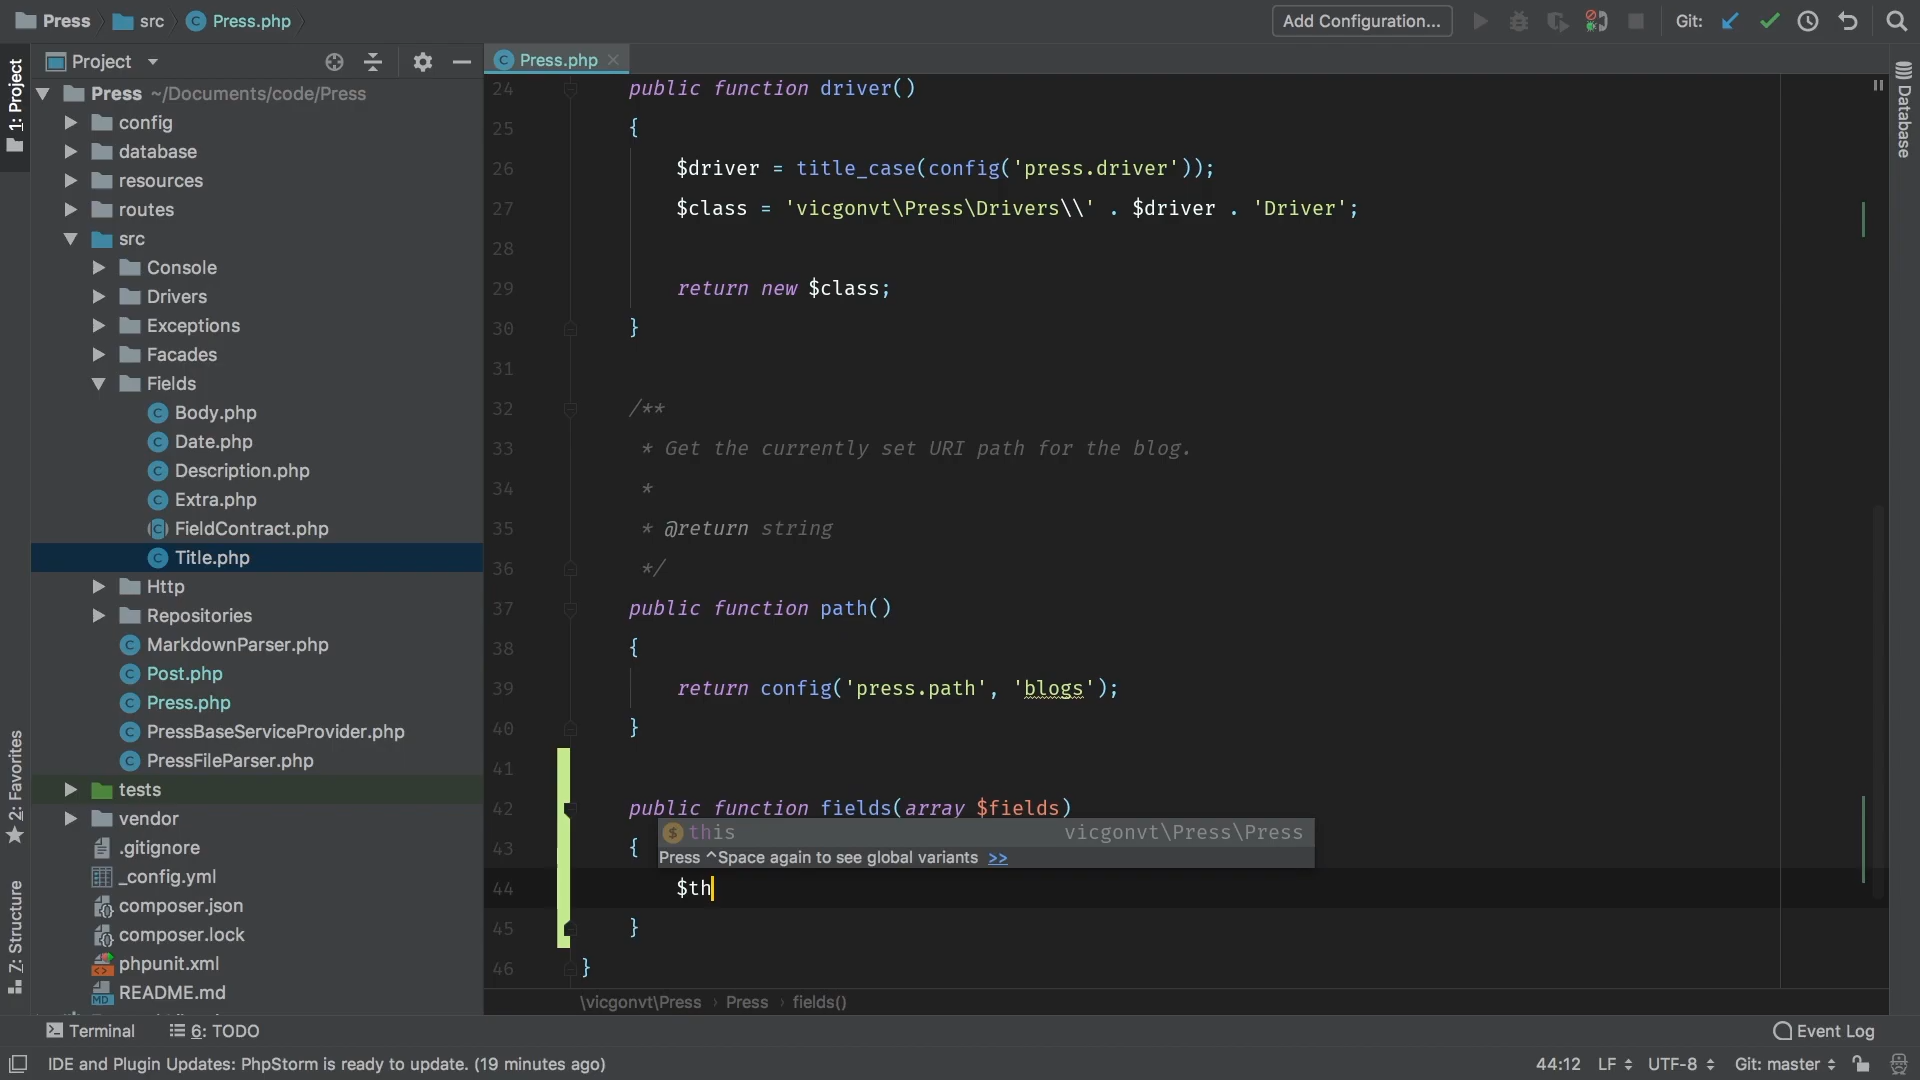 Press src Press.php Add Configuration... Git:
1: Project
Project
Press ~/Documents/code/Press
config
database
resources
routes
src
Console
Drivers
Exceptions
Facades
Fields
Body.php
Date.php
Description.php
Extra.php
FieldContract.php
Title.php
Http
Repositories
MarkdownParser.php
Post.php
Press.php
PressBaseServiceProvider.php
PressFileParser.php
tests
vendor
.gitignore
_config.yml
composer.json
composer.lock
phpunit.xml
README.md
2: Favorites
7: Structure
Press.php
24 public function driver()
25 {
26 $driver = title_case(config('press.driver'));
27 $class = 'vicgonvt\Press\Drivers\\' . $driver . 'Driver';
28
29 return new $class;
30 }
31
32 /**
33 * Get the currently set URI path for the blog.
34 *
35 * @return string
36 */
37 public function path()
38 {
39 return config('press.path', 'blogs');
40 }
41
42 public function fields(array $fields)
this vicgonvt\Press\Press
43 {
Press ^Space again to see global variants >>
44 $th
45 }
46 }
\vicgonvt\Press › Press › fields()
Database
Terminal 6: TODO Event Log
IDE and Plugin Updates: PhpStorm is ready to update. (19 minutes ago) 44:12 LF UTF-8 Git: master